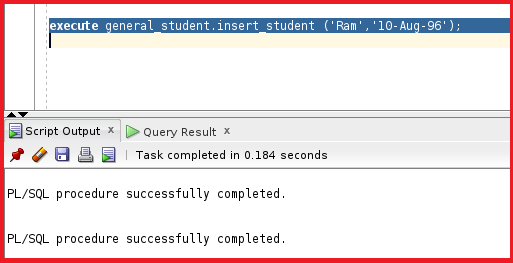 execute general_student.insert_student ('Ram','10-Aug-96');
Script Output x Query Result x
Task completed in 0.184 seconds
PL/SQL procedure successfully completed.
PL/SQL procedure successfully completed.